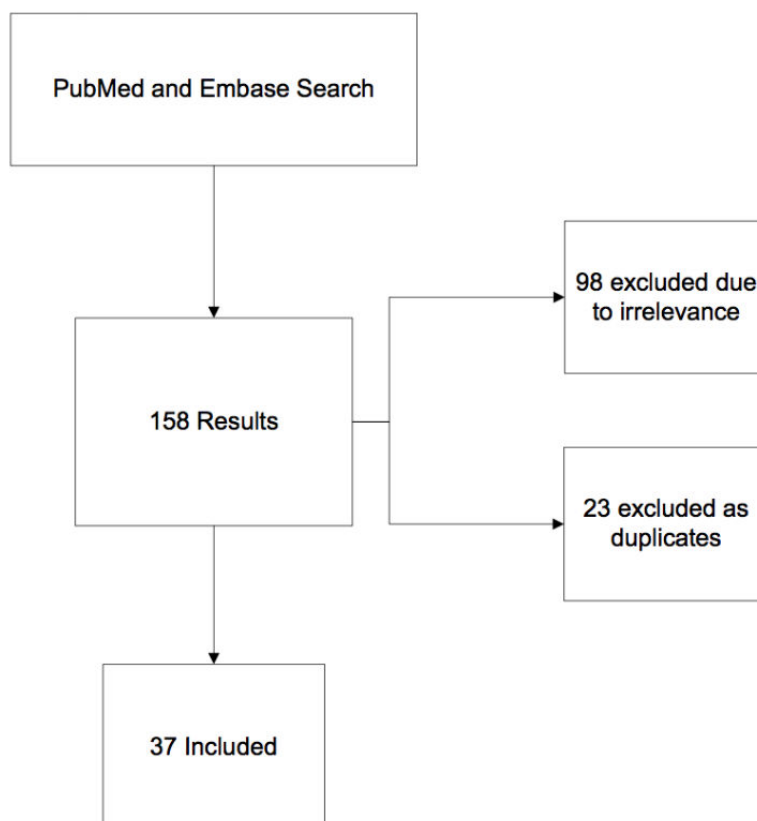 PubMed and Embase Search
98 excluded due
to irrelevance
158 Results
23 excluded as
duplicates
37 Included